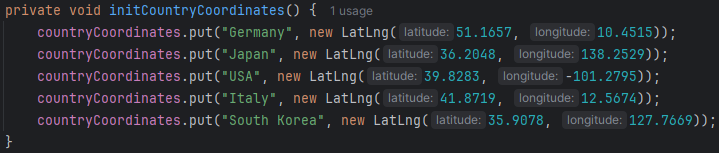 private void initCountryCoordinates() { 1 usage
countryCoordinates.put("Germany", new LatLng( latitude: 51.1657, longitude: 10.4515));
countryCoordinates.put("Japan", new LatLng( latitude: 36.2048, longitude: 138.2529));
countryCoordinates.put("USA", new LatLng( latitude: 39.8283, longitude: -101.2795));
countryCoordinates.put("Italy", new LatLng( latitude: 41.8719, longitude: 12.5674));
countryCoordinates.put("South Korea", new LatLng( latitude: 35.9078, longitude: 127.7669));
}